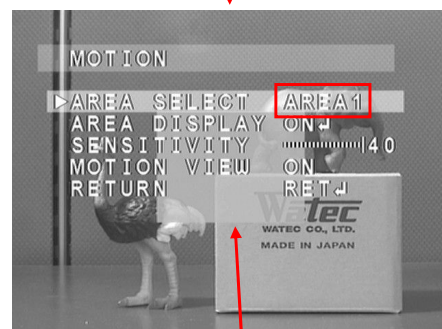 MOTION
AREA SELECT AREA1
AREA DISPLAY ON↲
SENSITIVITY 40
MOTION VIEW ON
RETURN RET↲
Watec
WATEC CO., LTD.
MADE IN JAPAN